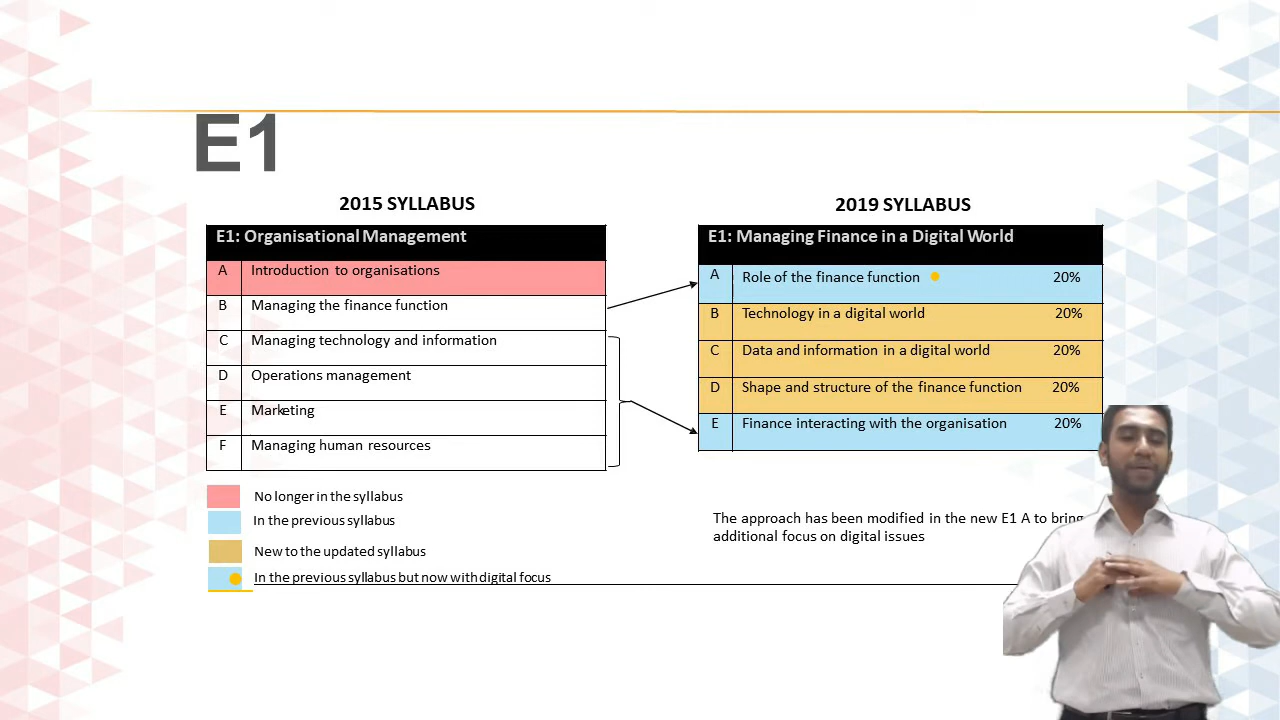 E1
2015 SYLLABUS
E1: Organisational Management
A Introduction to organisations
B Managing the finance function
C Managing technology and information
D Operations management
E Marketing
F Managing human resources
2019 SYLLABUS
E1: Managing Finance in a Digital World
A Role of the finance function 20%
B Technology in a digital world 20%
C Data and information in a digital world 20%
D Shape and structure of the finance function 20%
E Finance interacting with the organisation 20%
No longer in the syllabus
In the previous syllabus
New to the updated syllabus
In the previous syllabus but now with digital focus
The approach has been modified in the new E1 A to bring
additional focus on digital issues